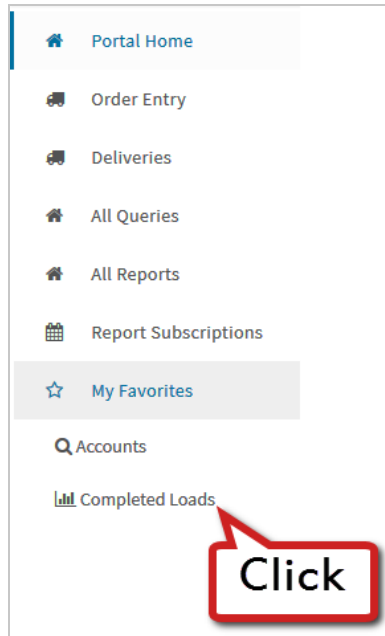 Portal Home
Order Entry
Deliveries
All Queries
All Reports
Report Subscriptions
My Favorites
Accounts
Completed Loads
Click